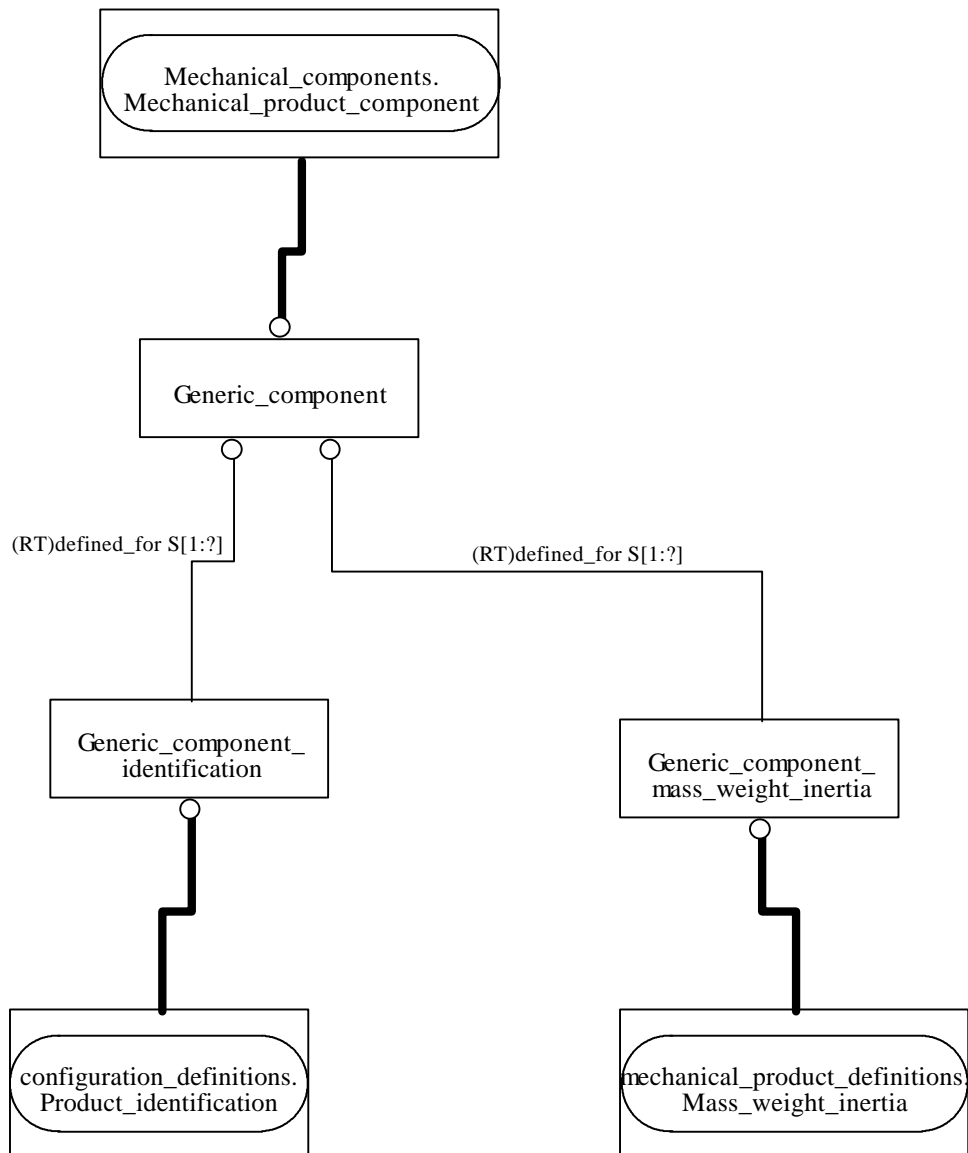 Mechanical_components.
Mechanical_product_component
Generic_component
(RT)defined_for S[1:?]
(RT)defined_for S[1:?]
Generic_component_
identification
Generic_component_
mass_weight_inertia
configuration_definitions.
Product_identification
mechanical_product_definitions.
Mass_weight_inertia